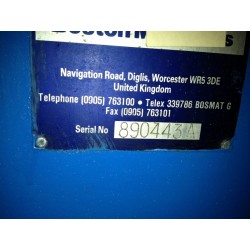 Navigation Road, Diglis, Worcester WR5 3DE
United Kingdom
Telephone (0905) 763100 • Telex 339786 BOSMAT G
Fax (0905) 763101
Serial No 890443A